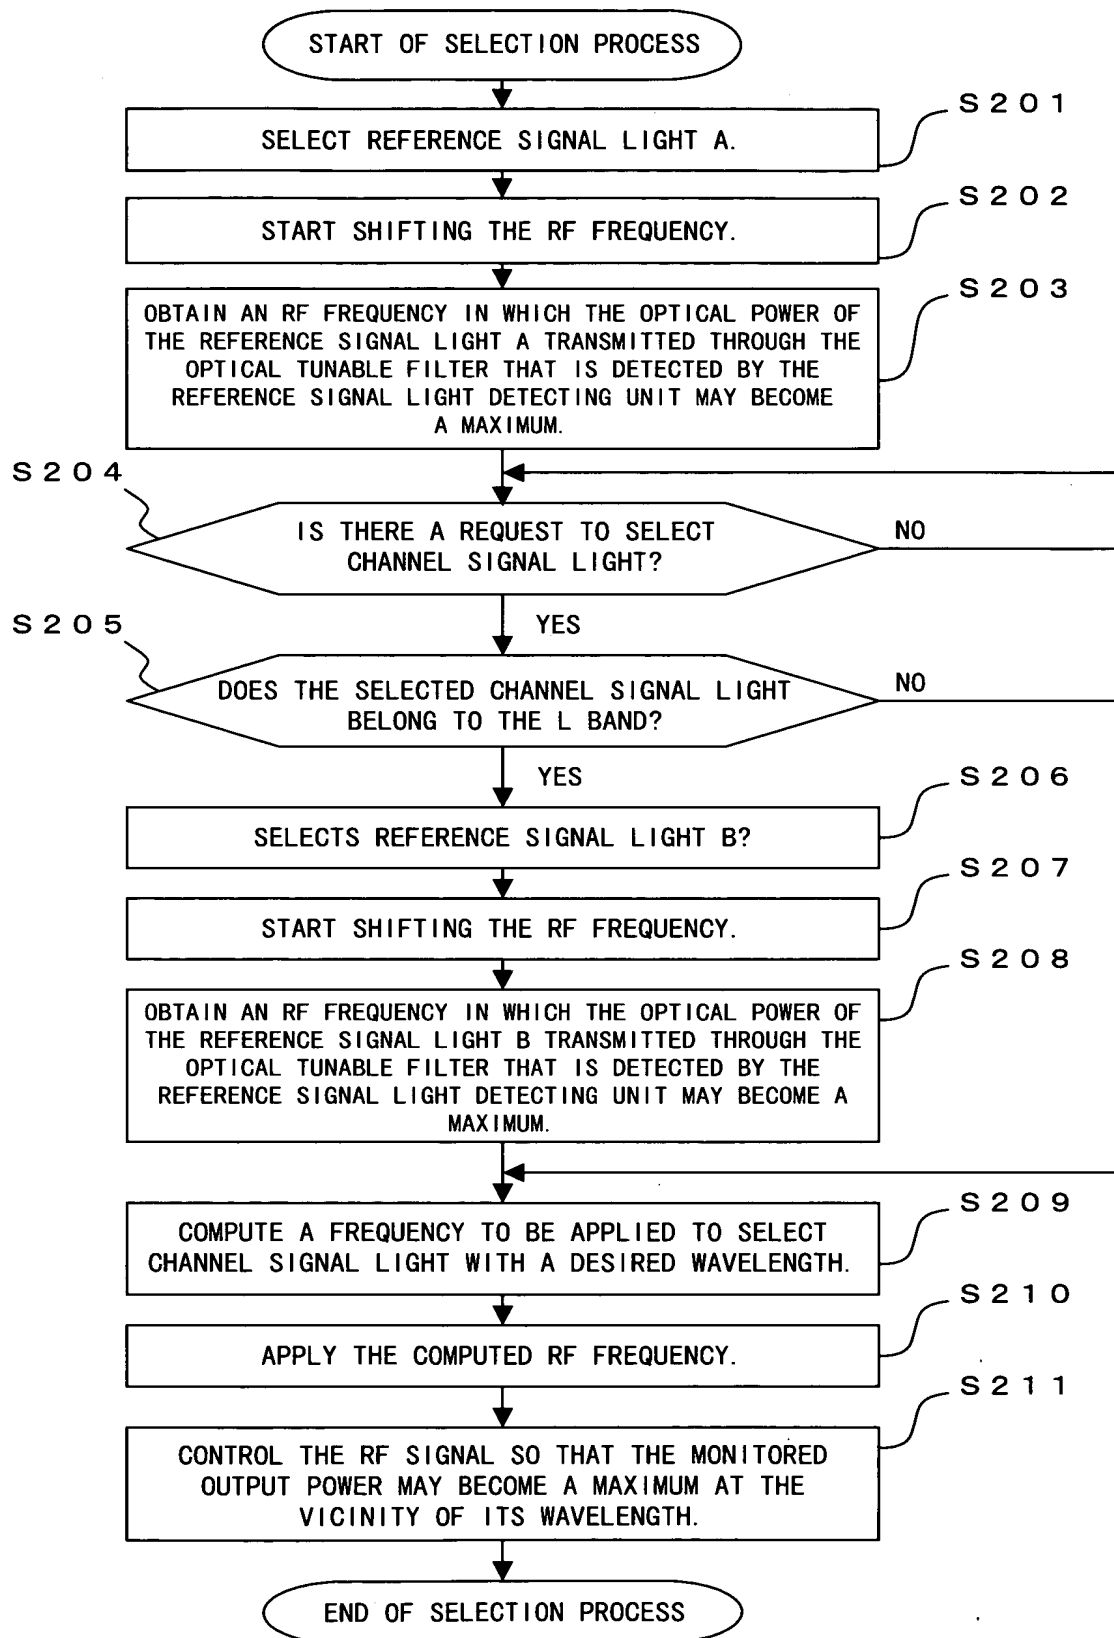 START OF SELECTION PROCESS
S201
SELECT REFERENCE SIGNAL LIGHT A.
S202
START SHIFTING THE RF FREQUENCY.
S203
OBTAIN AN RF FREQUENCY IN WHICH THE OPTICAL POWER OF
THE REFERENCE SIGNAL LIGHT A TRANSMITTED THROUGH THE
OPTICAL TUNABLE FILTER THAT IS DETECTED BY THE
REFERENCE SIGNAL LIGHT DETECTING UNIT MAY BECOME
A MAXIMUM.
S204
IS THERE A REQUEST TO SELECT
CHANNEL SIGNAL LIGHT?
NO
YES
S205
DOES THE SELECTED CHANNEL SIGNAL LIGHT
BELONG TO THE L BAND?
NO
YES
S206
SELECTS REFERENCE SIGNAL LIGHT B?
S207
START SHIFTING THE RF FREQUENCY.
S208
OBTAIN AN RF FREQUENCY IN WHICH THE OPTICAL POWER OF
THE REFERENCE SIGNAL LIGHT B TRANSMITTED THROUGH THE
OPTICAL TUNABLE FILTER THAT IS DETECTED BY THE
REFERENCE SIGNAL LIGHT DETECTING UNIT MAY BECOME A
MAXIMUM.
S209
COMPUTE A FREQUENCY TO BE APPLIED TO SELECT
CHANNEL SIGNAL LIGHT WITH A DESIRED WAVELENGTH.
S210
APPLY THE COMPUTED RF FREQUENCY.
S211
CONTROL THE RF SIGNAL SO THAT THE MONITORED
OUTPUT POWER MAY BECOME A MAXIMUM AT THE
VICINITY OF ITS WAVELENGTH.
END OF SELECTION PROCESS